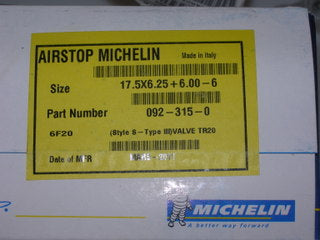 AIRSTOP MICHELIN Made in Italy
Size 17.5X6.25+6.00-6
Part Number 092-315-0
6F20 (Style S-Type III)VALVE TR20
Date of MFR
MICHELIN
A better way forward